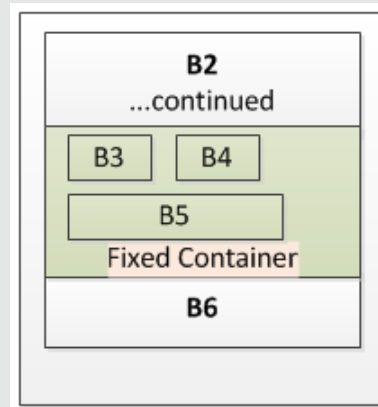 B2
...continued
B3 B4
B5
Fixed Container
B6